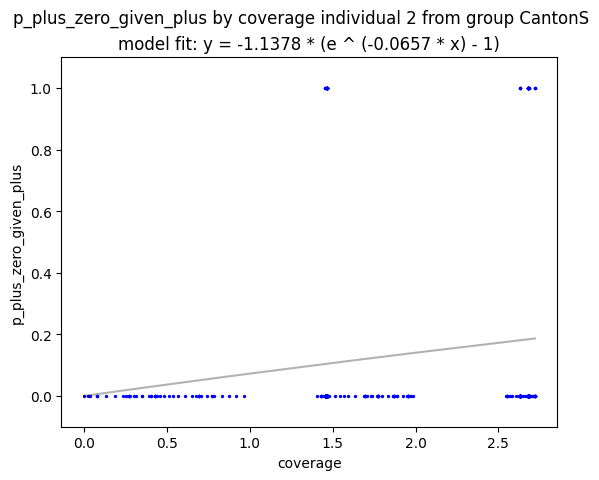 p_plus_zero_given_plus by coverage individual 2 from group CantonS
model fit: y = -1.1378 * (e ^ (-0.0657 * x) - 1)
1.0
0.8
0.6
0.4
0.2
0.0
p_plus_zero_given_plus
0.0 0.5 1.0 1.5 2.0 2.5
coverage